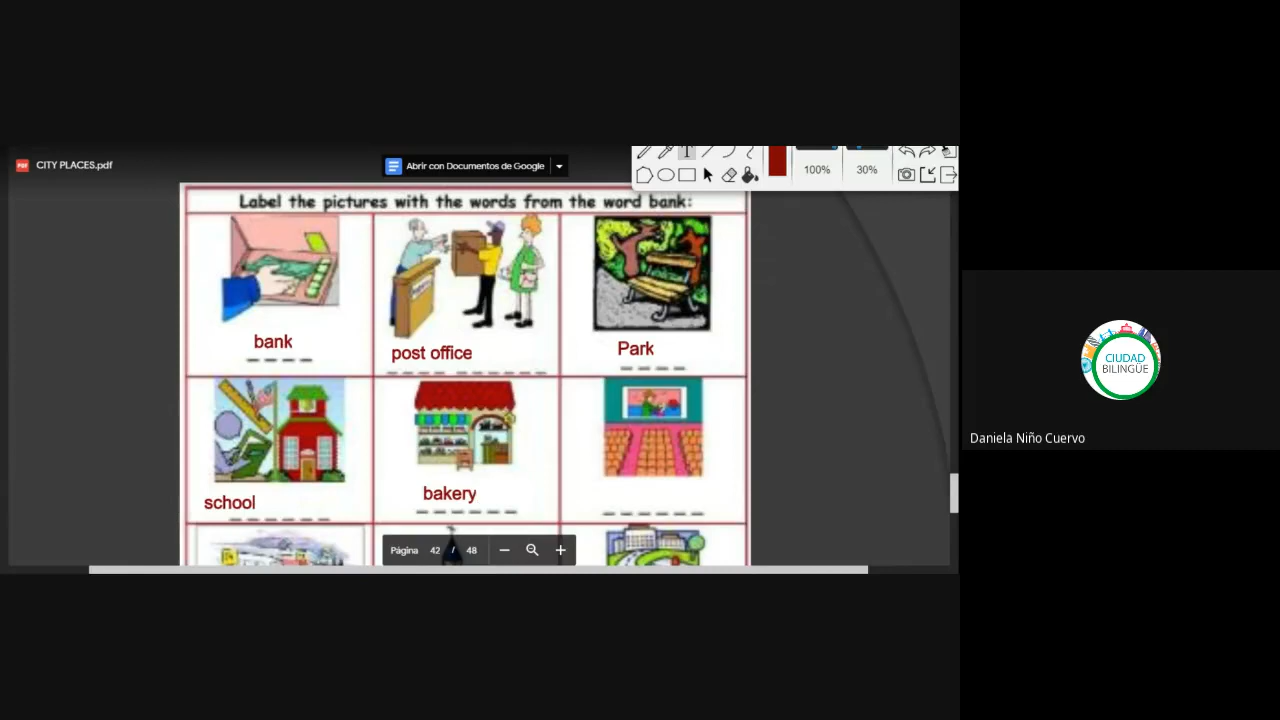 CITY PLACES.pdf
Abrir con Documentos de Google
100%
30%
Label the pictures with the words from the word bank:
bank
post office
Park
school
bakery
Página 42 / 48
CIUDAD
BILINGÜE
Daniela Niño Cuervo